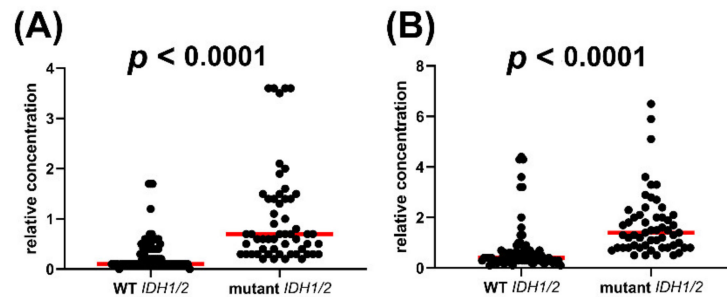 (A)
p < 0.0001
relative concentration
4
3
2
1
0
WT IDH1/2
mutant IDH1/2
(B)
p < 0.0001
relative concentration
8
6
4
2
0
WT IDH1/2
mutant IDH1/2